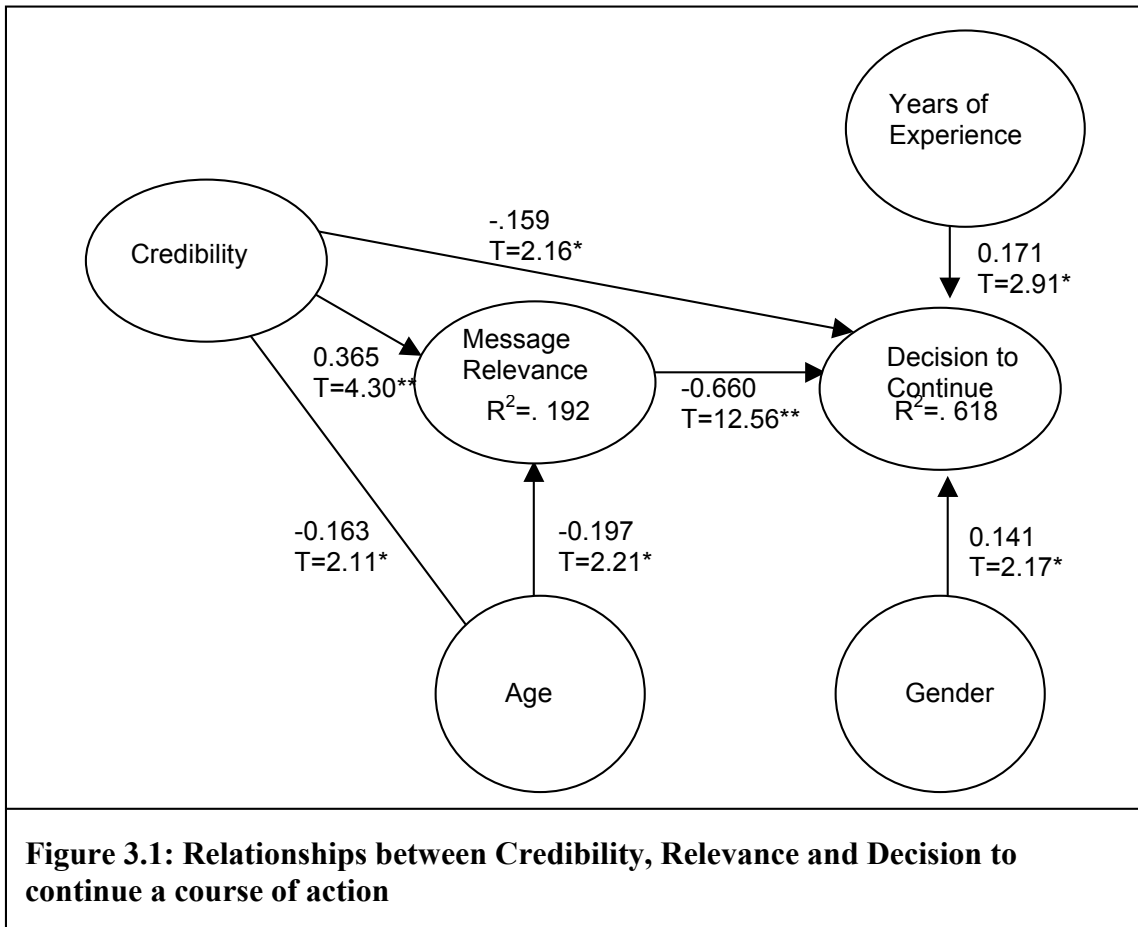 Years of
Experience
Credibility
-.159
T=2.16*
0.171
T=2.91*
0.365
T=4.30**
Message
Relevance
R²=. 192
-0.660
T=12.56**
Decision to
Continue
R²=. 618
-0.163
T=2.11*
-0.197
T=2.21*
0.141
T=2.17*
Age
Gender
Figure 3.1: Relationships between Credibility, Relevance and Decision to
continue a course of action